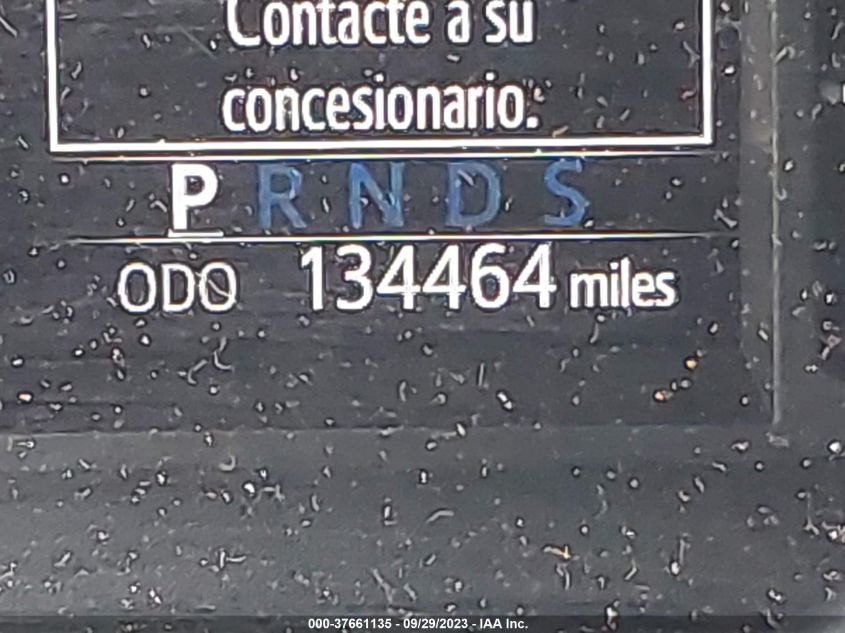 Contacte a su
concesionario.
P R N D S
ODO 134464 miles
000-37661135 - 09/29/2023 - IAA Inc.